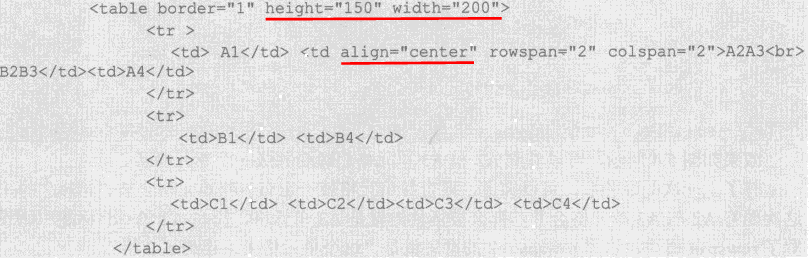 <table border="1" height="150" width="200">
<tr >
<td> A1</td> <td align="center" rowspan="2" colspan="2">A2A3<br>
B2B3</td><td>A4</td>
</tr>
<tr>
<td>B1</td> <td>B4</td>
</tr>
<tr>
<td>C1</td> <td>C2</td><td>C3</td> <td>C4</td>
</tr>
</table>